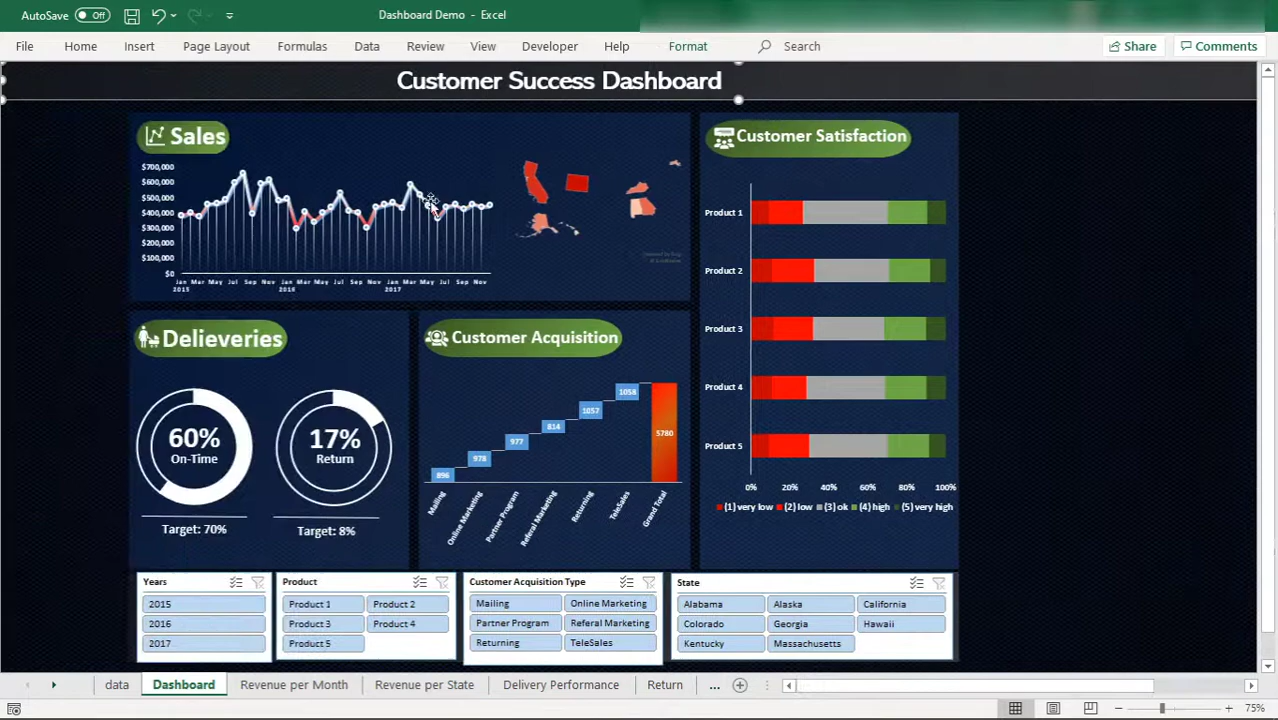 AutoSave Off Dashboard Demo - Excel
File Home Insert Page Layout Formulas Data Review View Developer Help Format Search Share Comments
Customer Success Dashboard
Sales
$700,000
$600,000
$500,000
$400,000
$300,000
$200,000
$100,000
$0
Jan Mar May Jul Sep Nov Jan Mar May Jul Sep Nov Jan Mar May Jul Sep Nov
2015 2016 2017
Powered by Bing
© GeoNames
Customer Satisfaction
Product 1
Product 2
Product 3
Product 4
Product 5
0% 20% 40% 60% 80% 100%
(1) very low (2) low (3) ok (4) high (5) very high
Delieveries
60%
On-Time
Target: 70%
17%
Return
Target: 8%
Customer Acquisition
896
978
977
814
1057
1058
5780
Mailing
Online Marketing
Partner Program
Referal Marketing
Returning
TeleSales
Grand Total
Years
2015
2016
2017
Product
Product 1 Product 2
Product 3 Product 4
Product 5
Customer Acquisition Type
Mailing Online Marketing
Partner Program Referal Marketing
Returning TeleSales
State
Alabama Alaska California
Colorado Georgia Hawaii
Kentucky Massachusetts
data Dashboard Revenue per Month Revenue per State Delivery Performance Return ...
75%